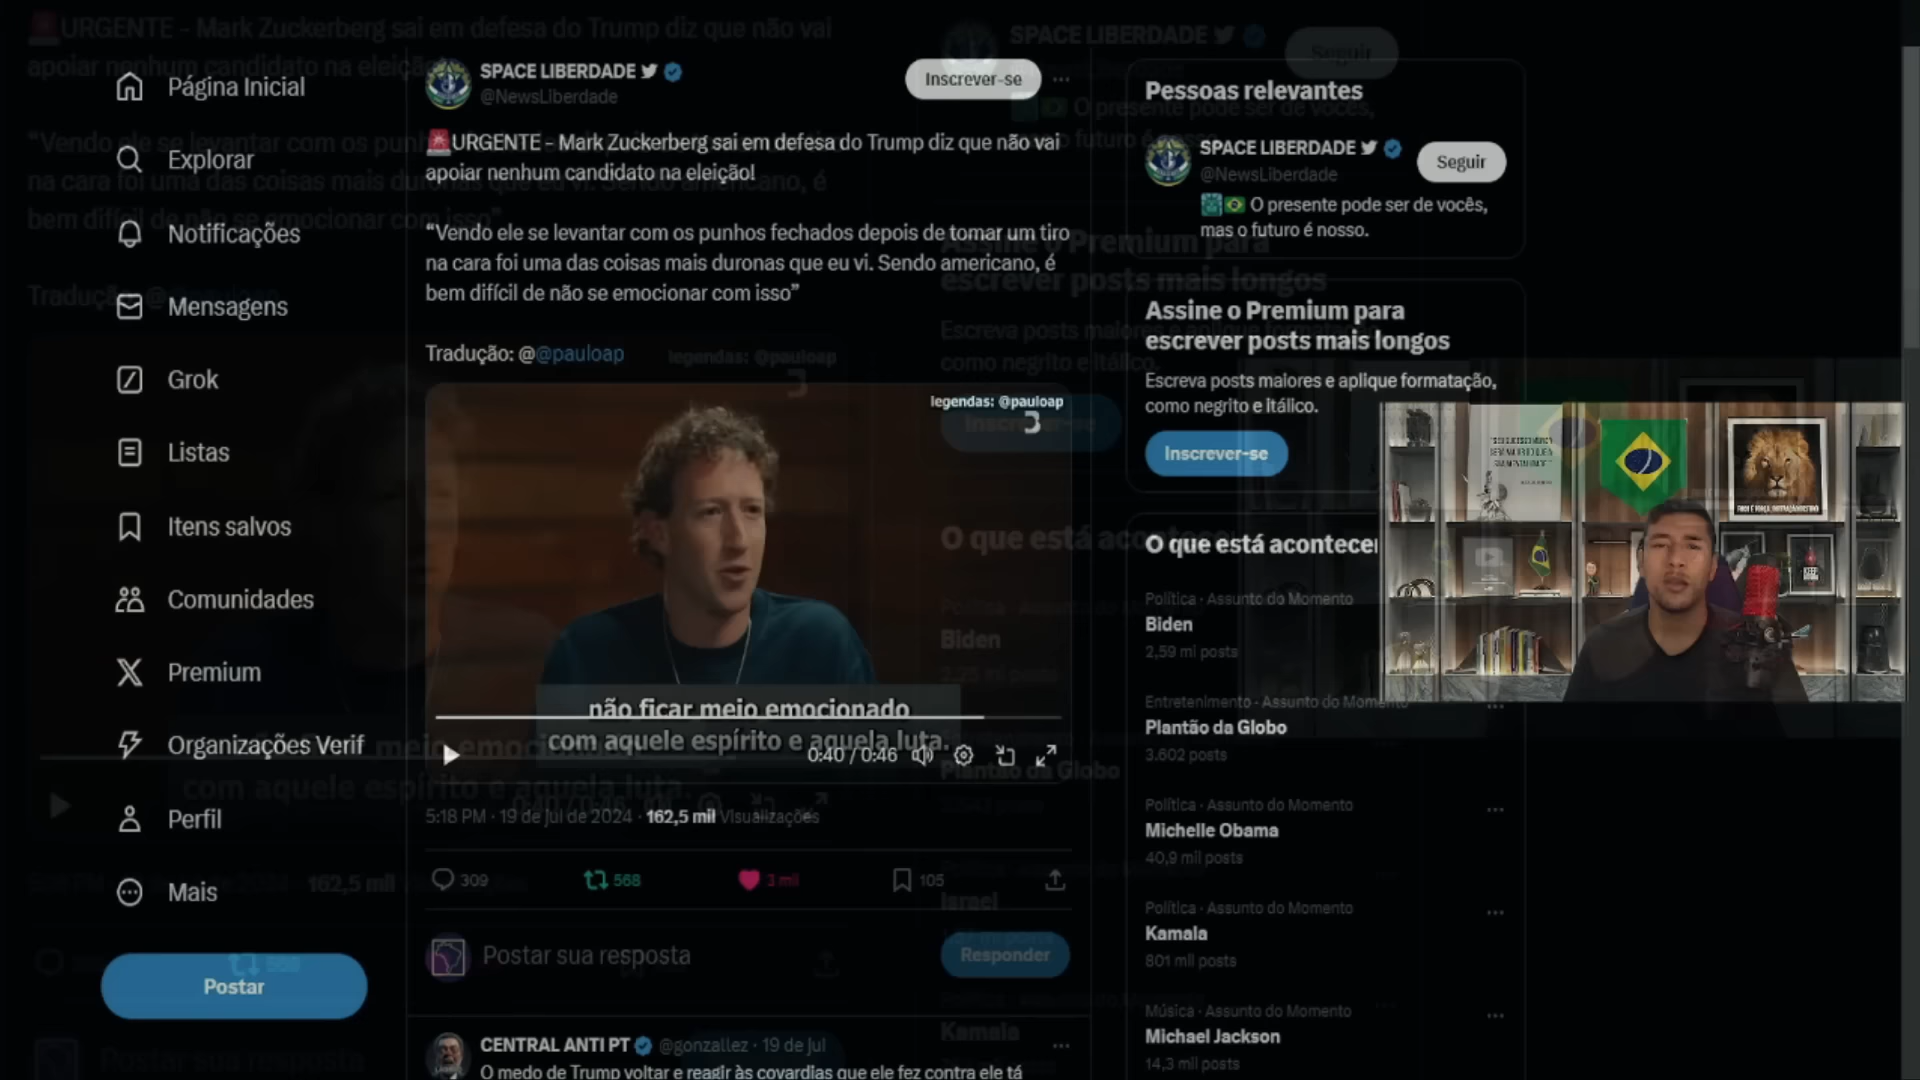 Página Inicial
Explorar
Notificações
Mensagens
Grok
Listas
Itens salvos
Comunidades
Premium
Organizações Verif
Perfil
Mais
Postar
SPACE LIBERDADE
@NewsLiberdade
Inscrever-se
🚨URGENTE - Mark Zuckerberg sai em defesa do Trump diz que não vai
apoiar nenhum candidato na eleição!
“Vendo ele se levantar com os punhos fechados depois de tomar um tiro
na cara foi uma das coisas mais duronas que eu vi. Sendo americano, é
bem difícil de não se emocionar com isso”
Tradução: @@pauloap
legendas: @pauloap
não ficar meio emocionado
com aquele espírito e aquela luta.
0:40 / 0:46
5:18 PM · 19 de jul de 2024 · 162,5 mil Visualizações
309
568
3 mil
105
Postar sua resposta
Responder
CENTRAL ANTI PT @gonzallez · 19 de jul
O medo de Trump voltar e reagir às covardias que ele fez contra ele tá
Pessoas relevantes
SPACE LIBERDADE
@NewsLiberdade
Seguir
O presente pode ser de vocês,
mas o futuro é nosso.
Assine o Premium para
escrever posts mais longos
Escreva posts maiores e aplique formatação,
como negrito e itálico.
Inscrever-se
O que está acontece
Política · Assunto do Momento
Biden
2,59 mi posts
Entretenimento · Assunto do Momento
Plantão da Globo
3.602 posts
Política · Assunto do Momento
Michelle Obama
40,9 mil posts
Política · Assunto do Momento
Kamala
801 mil posts
Música · Assunto do Momento
Michael Jackson
14,3 mil posts